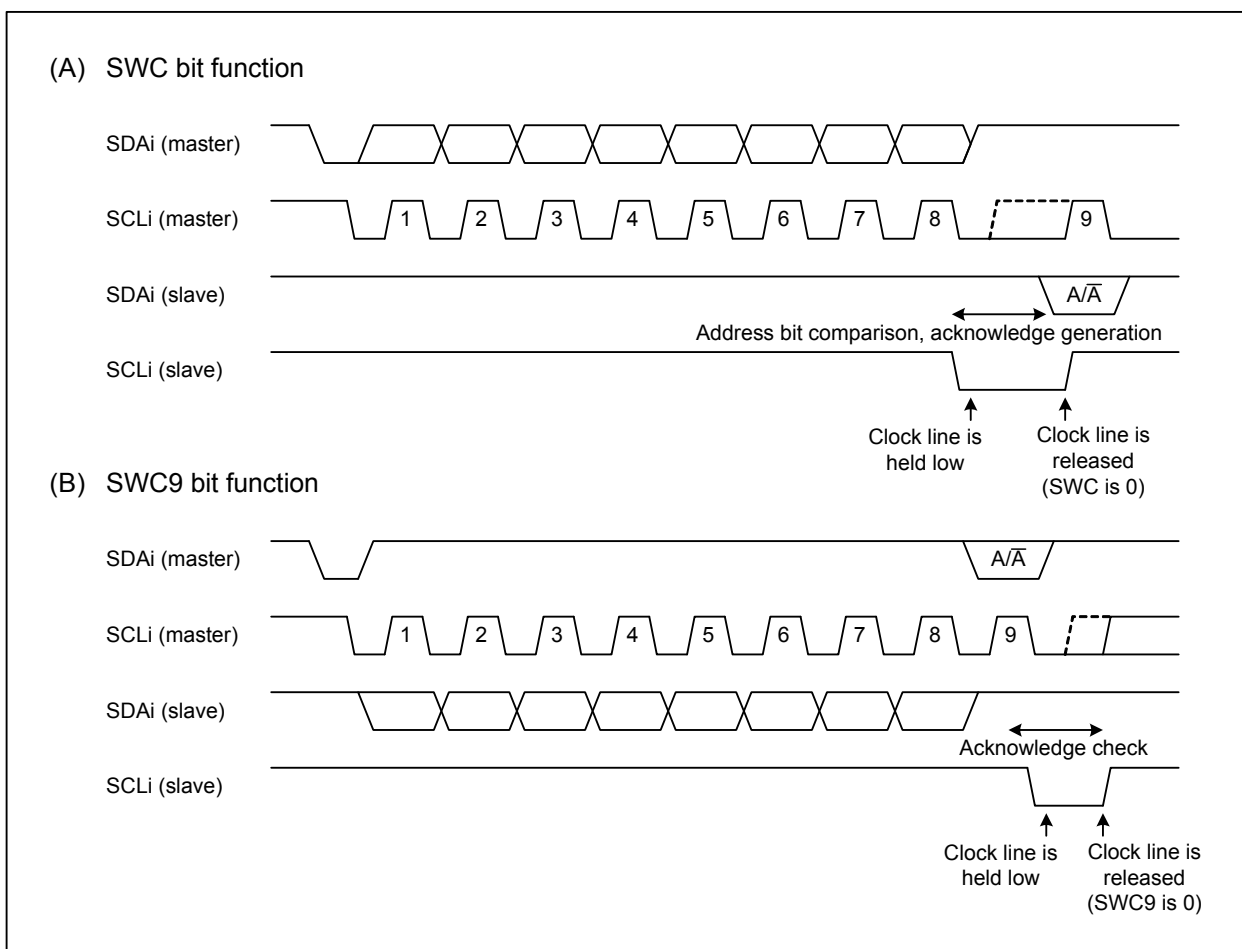 (A) SWC bit function
SDAi (master)
SCLi (master)
1 2 3 4 5 6 7 8 9
SDAi (slave)
A/A̅
Address bit comparison, acknowledge generation
SCLi (slave)
Clock line is
held low
Clock line is
released
(SWC is 0)
(B) SWC9 bit function
SDAi (master)
A/A̅
SCLi (master)
1 2 3 4 5 6 7 8 9
SDAi (slave)
Acknowledge check
SCLi (slave)
Clock line is
held low
Clock line is
released
(SWC9 is 0)